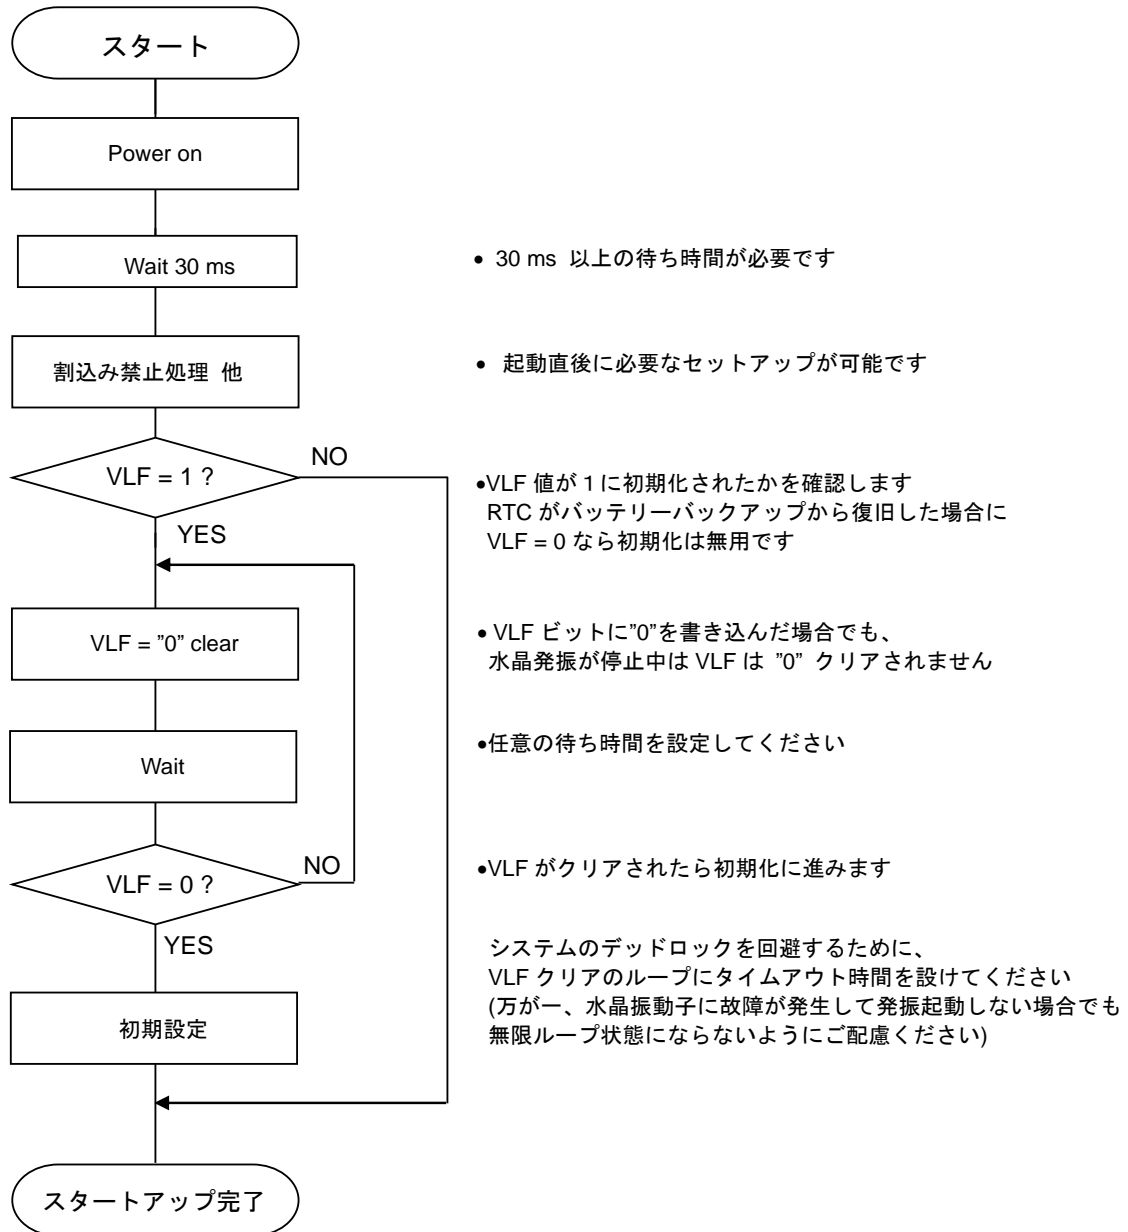 スタート
Power on
Wait 30 ms
• 30 ms 以上の待ち時間が必要です
割込み禁止処理 他
• 起動直後に必要なセットアップが可能です
VLF = 1 ?
NO
YES
•VLF 値が 1 に初期化されたかを確認します
RTC がバッテリーバックアップから復旧した場合に
VLF = 0 なら初期化は無用です
VLF = ”0” clear
• VLF ビットに”0”を書き込んだ場合でも、
水晶発振が停止中は VLF は ”0” クリアされません
Wait
•任意の待ち時間を設定してください
VLF = 0 ?
NO
YES
•VLF がクリアされたら初期化に進みます
システムのデッドロックを回避するために、
VLF クリアのループにタイムアウト時間を設けてください
(万が一、水晶振動子に故障が発生して発振起動しない場合でも
無限ループ状態にならないようにご配慮ください)
初期設定
スタートアップ完了